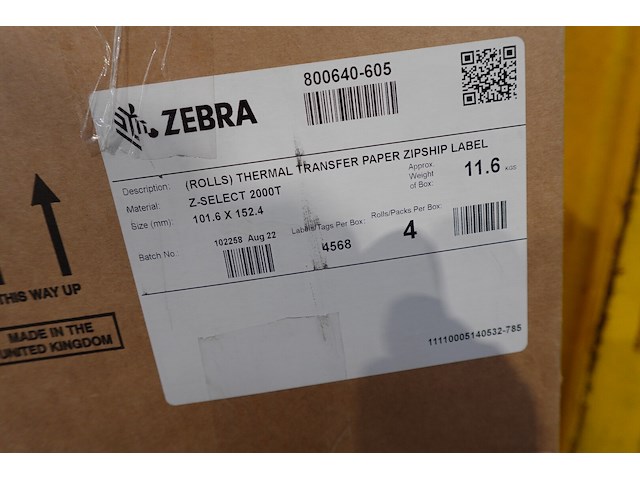 800640-605
ZEBRA
Description: (ROLLS) THERMAL TRANSFER PAPER ZIPSHIP LABEL
Material: Z-SELECT 2000T
Size (mm): 101.6 X 152.4
Approx. Weight of Box: 11.6 KGS
Batch No.: 102258 Aug 22
Labels/Tags Per Box: 4568
Rolls/Packs Per Box: 4
11110005140532-785
THIS WAY UP
MADE IN THE
UNITED KINGDOM